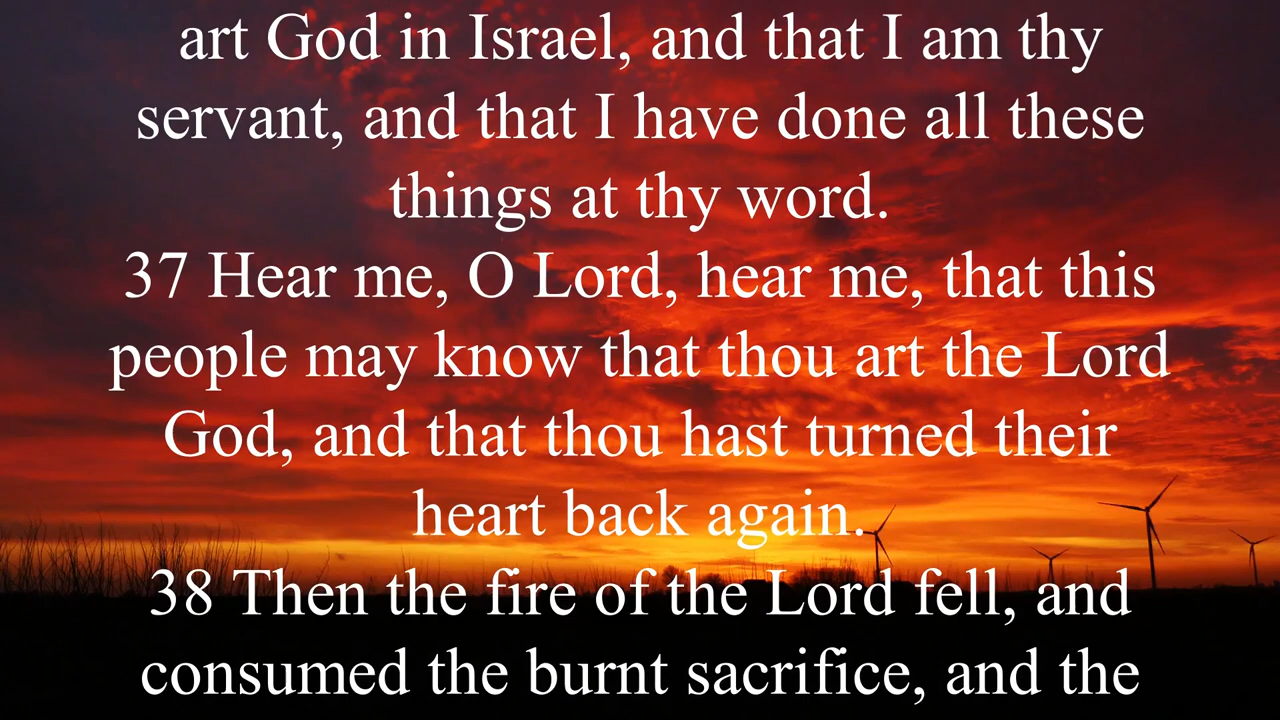 art God in Israel, and that I am thy
servant, and that I have done all these
things at thy word.
37 Hear me, O Lord, hear me, that this
people may know that thou art the Lord
God, and that thou hast turned their
heart back again.
38 Then the fire of the Lord fell, and
consumed the burnt sacrifice, and the